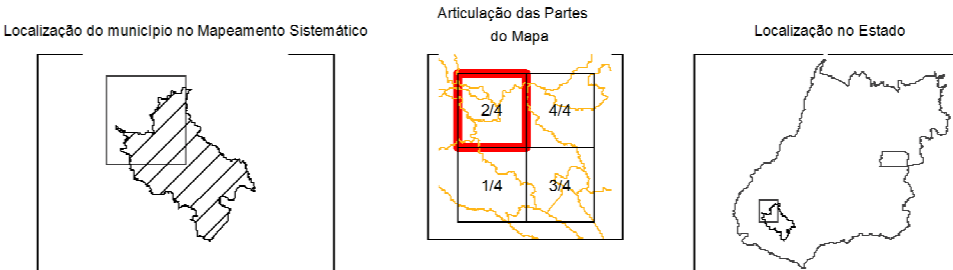 Localização do município no Mapeamento Sistemático
Articulação das Partes
do Mapa
Localização no Estado
2/4
4/4
1/4
3/4